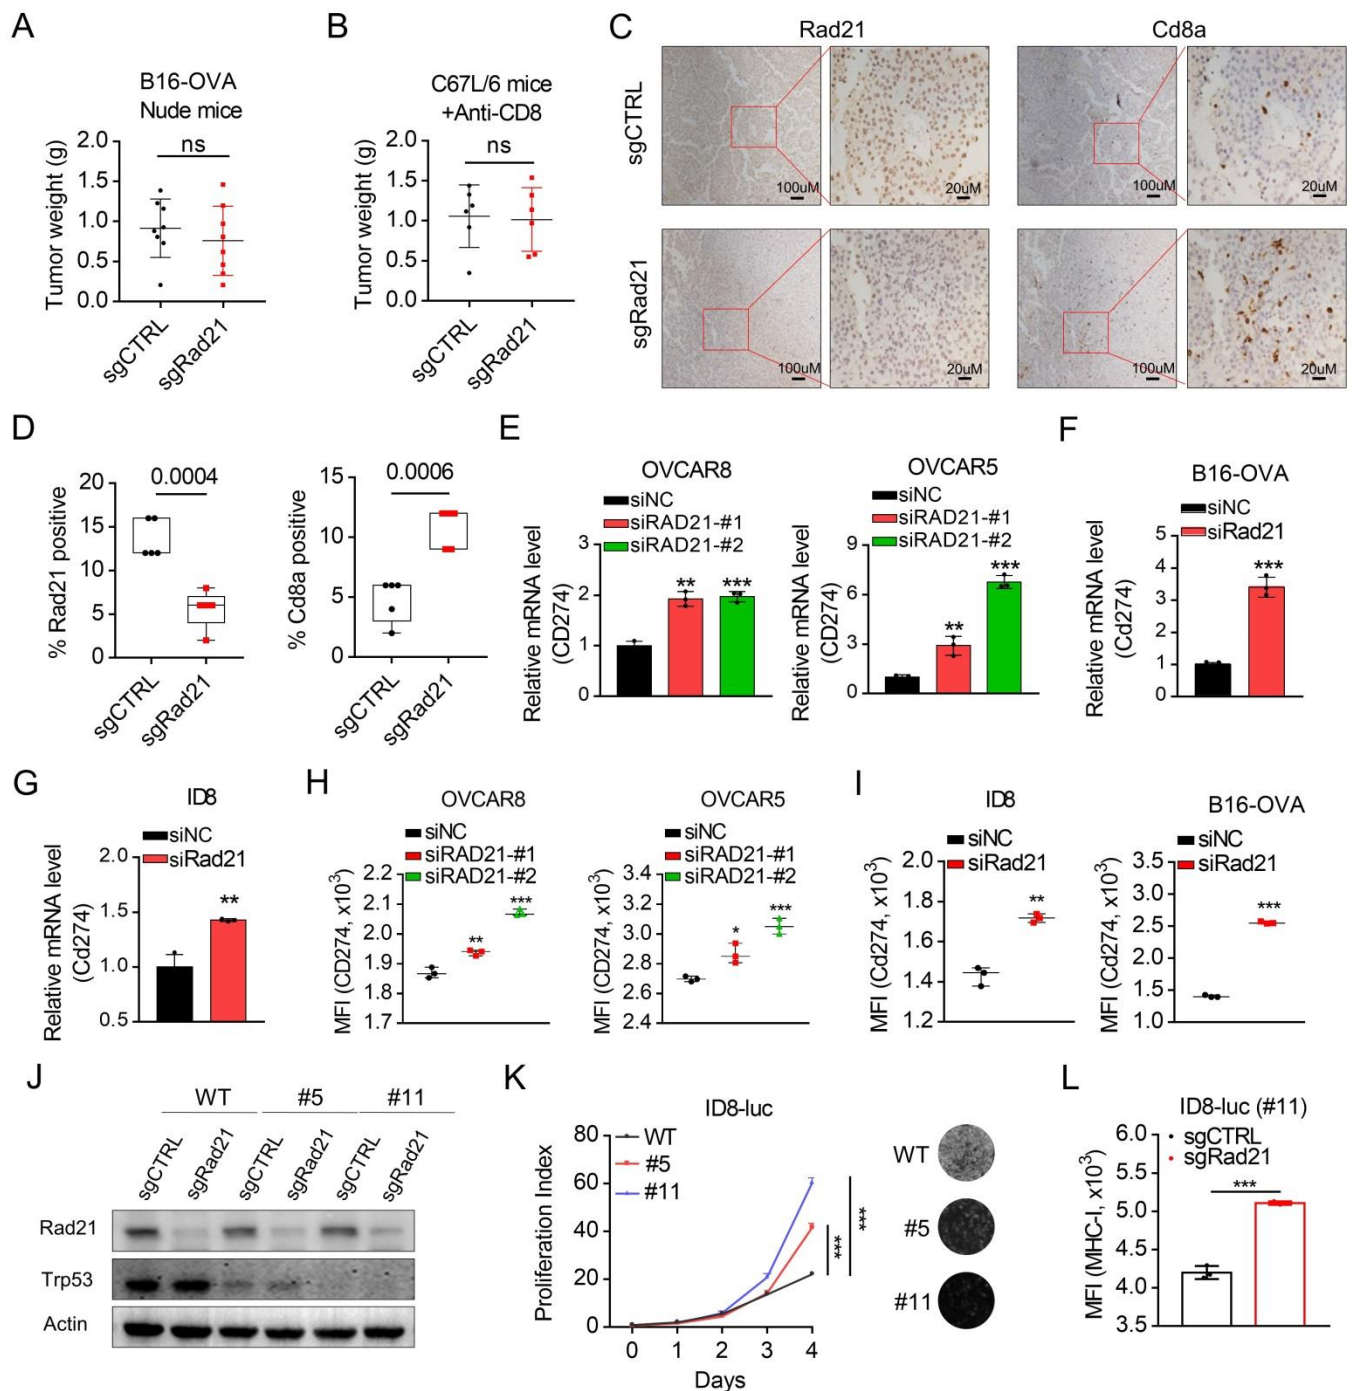 A
B16-OVA
Nude mice
ns
Tumor weight (g)
2.0
1.5
1.0
0.5
0.0
sgCTRL
sgRad21
B
C67L/6 mice
+Anti-CD8
ns
Tumor weight (g)
2.0
1.5
1.0
0.5
0.0
sgCTRL
sgRad21
C
Rad21
Cd8a
sgCTRL
100uM
20uM
100uM
20uM
sgRad21
100uM
20uM
100uM
20uM
D
0.0004
% Rad21 positive
20
15
10
5
0
sgCTRL
sgRad21
0.0006
% Cd8a positive
15
10
5
0
sgCTRL
sgRad21
E
OVCAR8
siNC
siRAD21-#1
siRAD21-#2
Relative mRNA level
(CD274)
3
2
1
0
**
***
OVCAR5
siNC
siRAD21-#1
siRAD21-#2
Relative mRNA level
(CD274)
9
6
3
0
**
***
F
B16-OVA
siNC
siRad21
Relative mRNA level
(Cd274)
5
4
3
2
1
0
***
G
ID8
siNC
siRad21
Relative mRNA level
(Cd274)
2.0
1.5
1.0
0.5
**
H
OVCAR8
siNC
siRAD21-#1
siRAD21-#2
MFI (CD274, x10³)
2.2
2.1
2.0
1.9
1.8
1.7
**
***
OVCAR5
siNC
siRAD21-#1
siRAD21-#2
MFI (CD274, x10³)
3.4
3.2
3.0
2.8
2.6
2.4
*
***
I
ID8
siNC
siRad21
MFI (Cd274, x10³)
2.0
1.8
1.6
1.4
1.2
**
B16-OVA
siNC
siRad21
MFI (Cd274, x10³)
3.5
3.0
2.5
2.0
1.5
1.0
***
J
WT
#5
#11
sgCTRL
sgRad21
sgCTRL
sgRad21
sgCTRL
sgRad21
Rad21
Trp53
Actin
K
ID8-luc
WT
#5
#11
Proliferation Index
80
60
40
20
0
0 1 2 3 4
Days
***
***
WT
#5
#11
L
ID8-luc (#11)
sgCTRL
sgRad21
MFI (MHC-I, x10³)
6.0
5.5
5.0
4.5
4.0
3.5
***